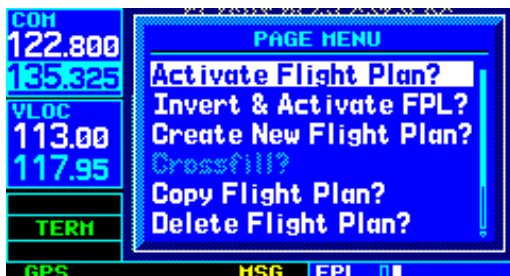 COM
122.800
135.325
VLOC
113.00
117.95
TERM
GPS
PAGE MENU
Activate Flight Plan?
Invert & Activate FPL?
Create New Flight Plan?
Crossfill?
Copy Flight Plan?
Delete Flight Plan?
MSG
FPL